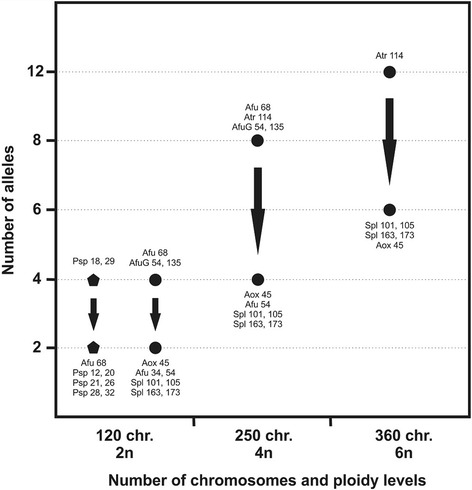 Number of alleles
12
8
6
4
2
Atr 114
Afu 68
Atr 114
AfuG 54, 135
Spl 101, 105
Spl 163, 173
Aox 45
Psp 18, 29
Afu 68
AfuG 54, 135
Aox 45
Afu 54
Spl 101, 105
Spl 163, 173
Afu 68
Psp 12, 20
Psp 21, 26
Psp 28, 32
Aox 45
Afu 34, 54
Spl 101, 105
Spl 163, 173
120 chr.
2n
250 chr.
4n
360 chr.
6n
Number of chromosomes and ploidy levels